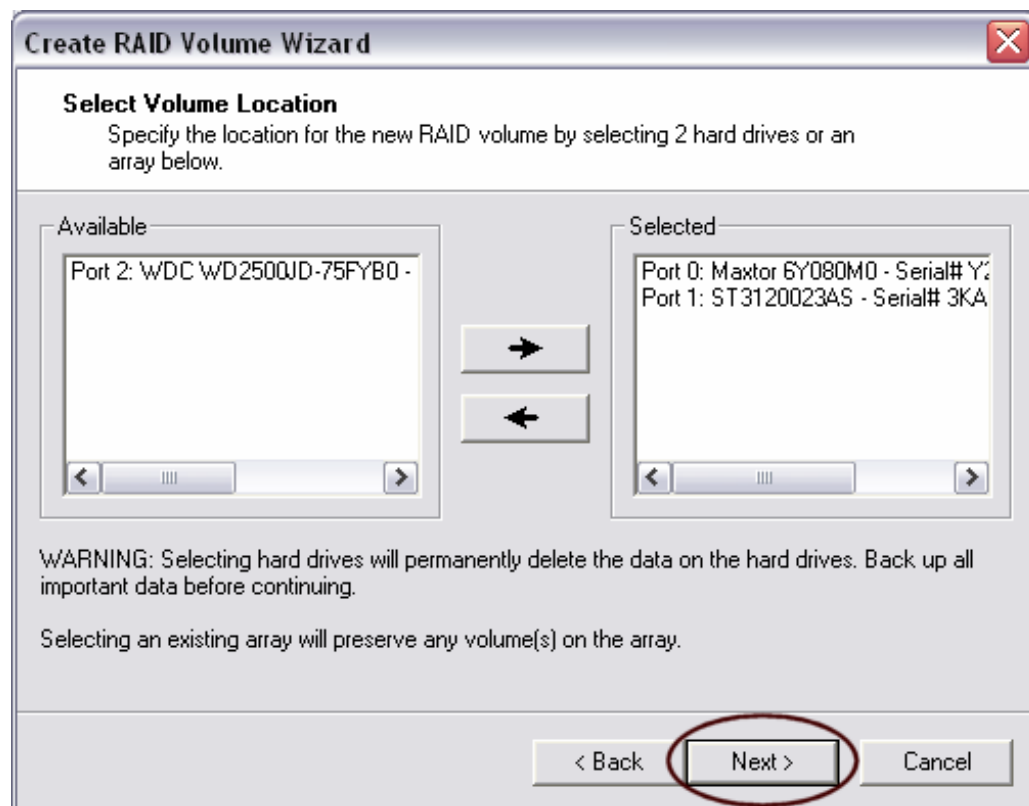 Create RAID Volume Wizard
Select Volume Location
Specify the location for the new RAID volume by selecting 2 hard drives or an
array below.
Available
Port 2: WDC WD2500JD-75FYB0 -
Selected
Port 0: Maxtor 6Y080M0 - Serial# Y2
Port 1: ST3120023AS - Serial# 3KA
WARNING: Selecting hard drives will permanently delete the data on the hard drives. Back up all
important data before continuing.
Selecting an existing array will preserve any volume(s) on the array.
< Back
Next >
Cancel